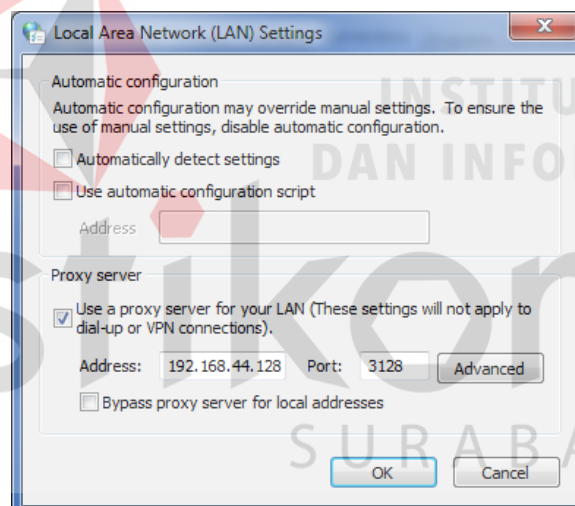 Local Area Network (LAN) Settings
Automatic configuration
Automatic configuration may override manual settings. To ensure the
use of manual settings, disable automatic configuration.
Automatically detect settings
Use automatic configuration script
Address
Proxy server
Use a proxy server for your LAN (These settings will not apply to
dial-up or VPN connections).
Address: 192.168.44.128 Port: 3128 Advanced
Bypass proxy server for local addresses
OK Cancel
INSTITU
DAN INFO
stikom
SURABA